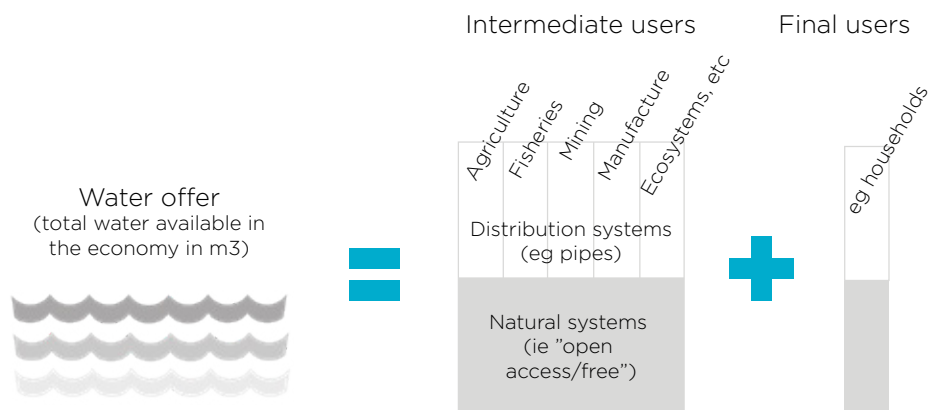 Intermediate users
Final users
Agriculture
Fisheries
Mining
Manufacture
Ecosystems, etc
eg households
Water offer
(total water available in
the economy in m3)
Distribution systems
(eg pipes)
Natural systems
(ie ”open
access/free”)